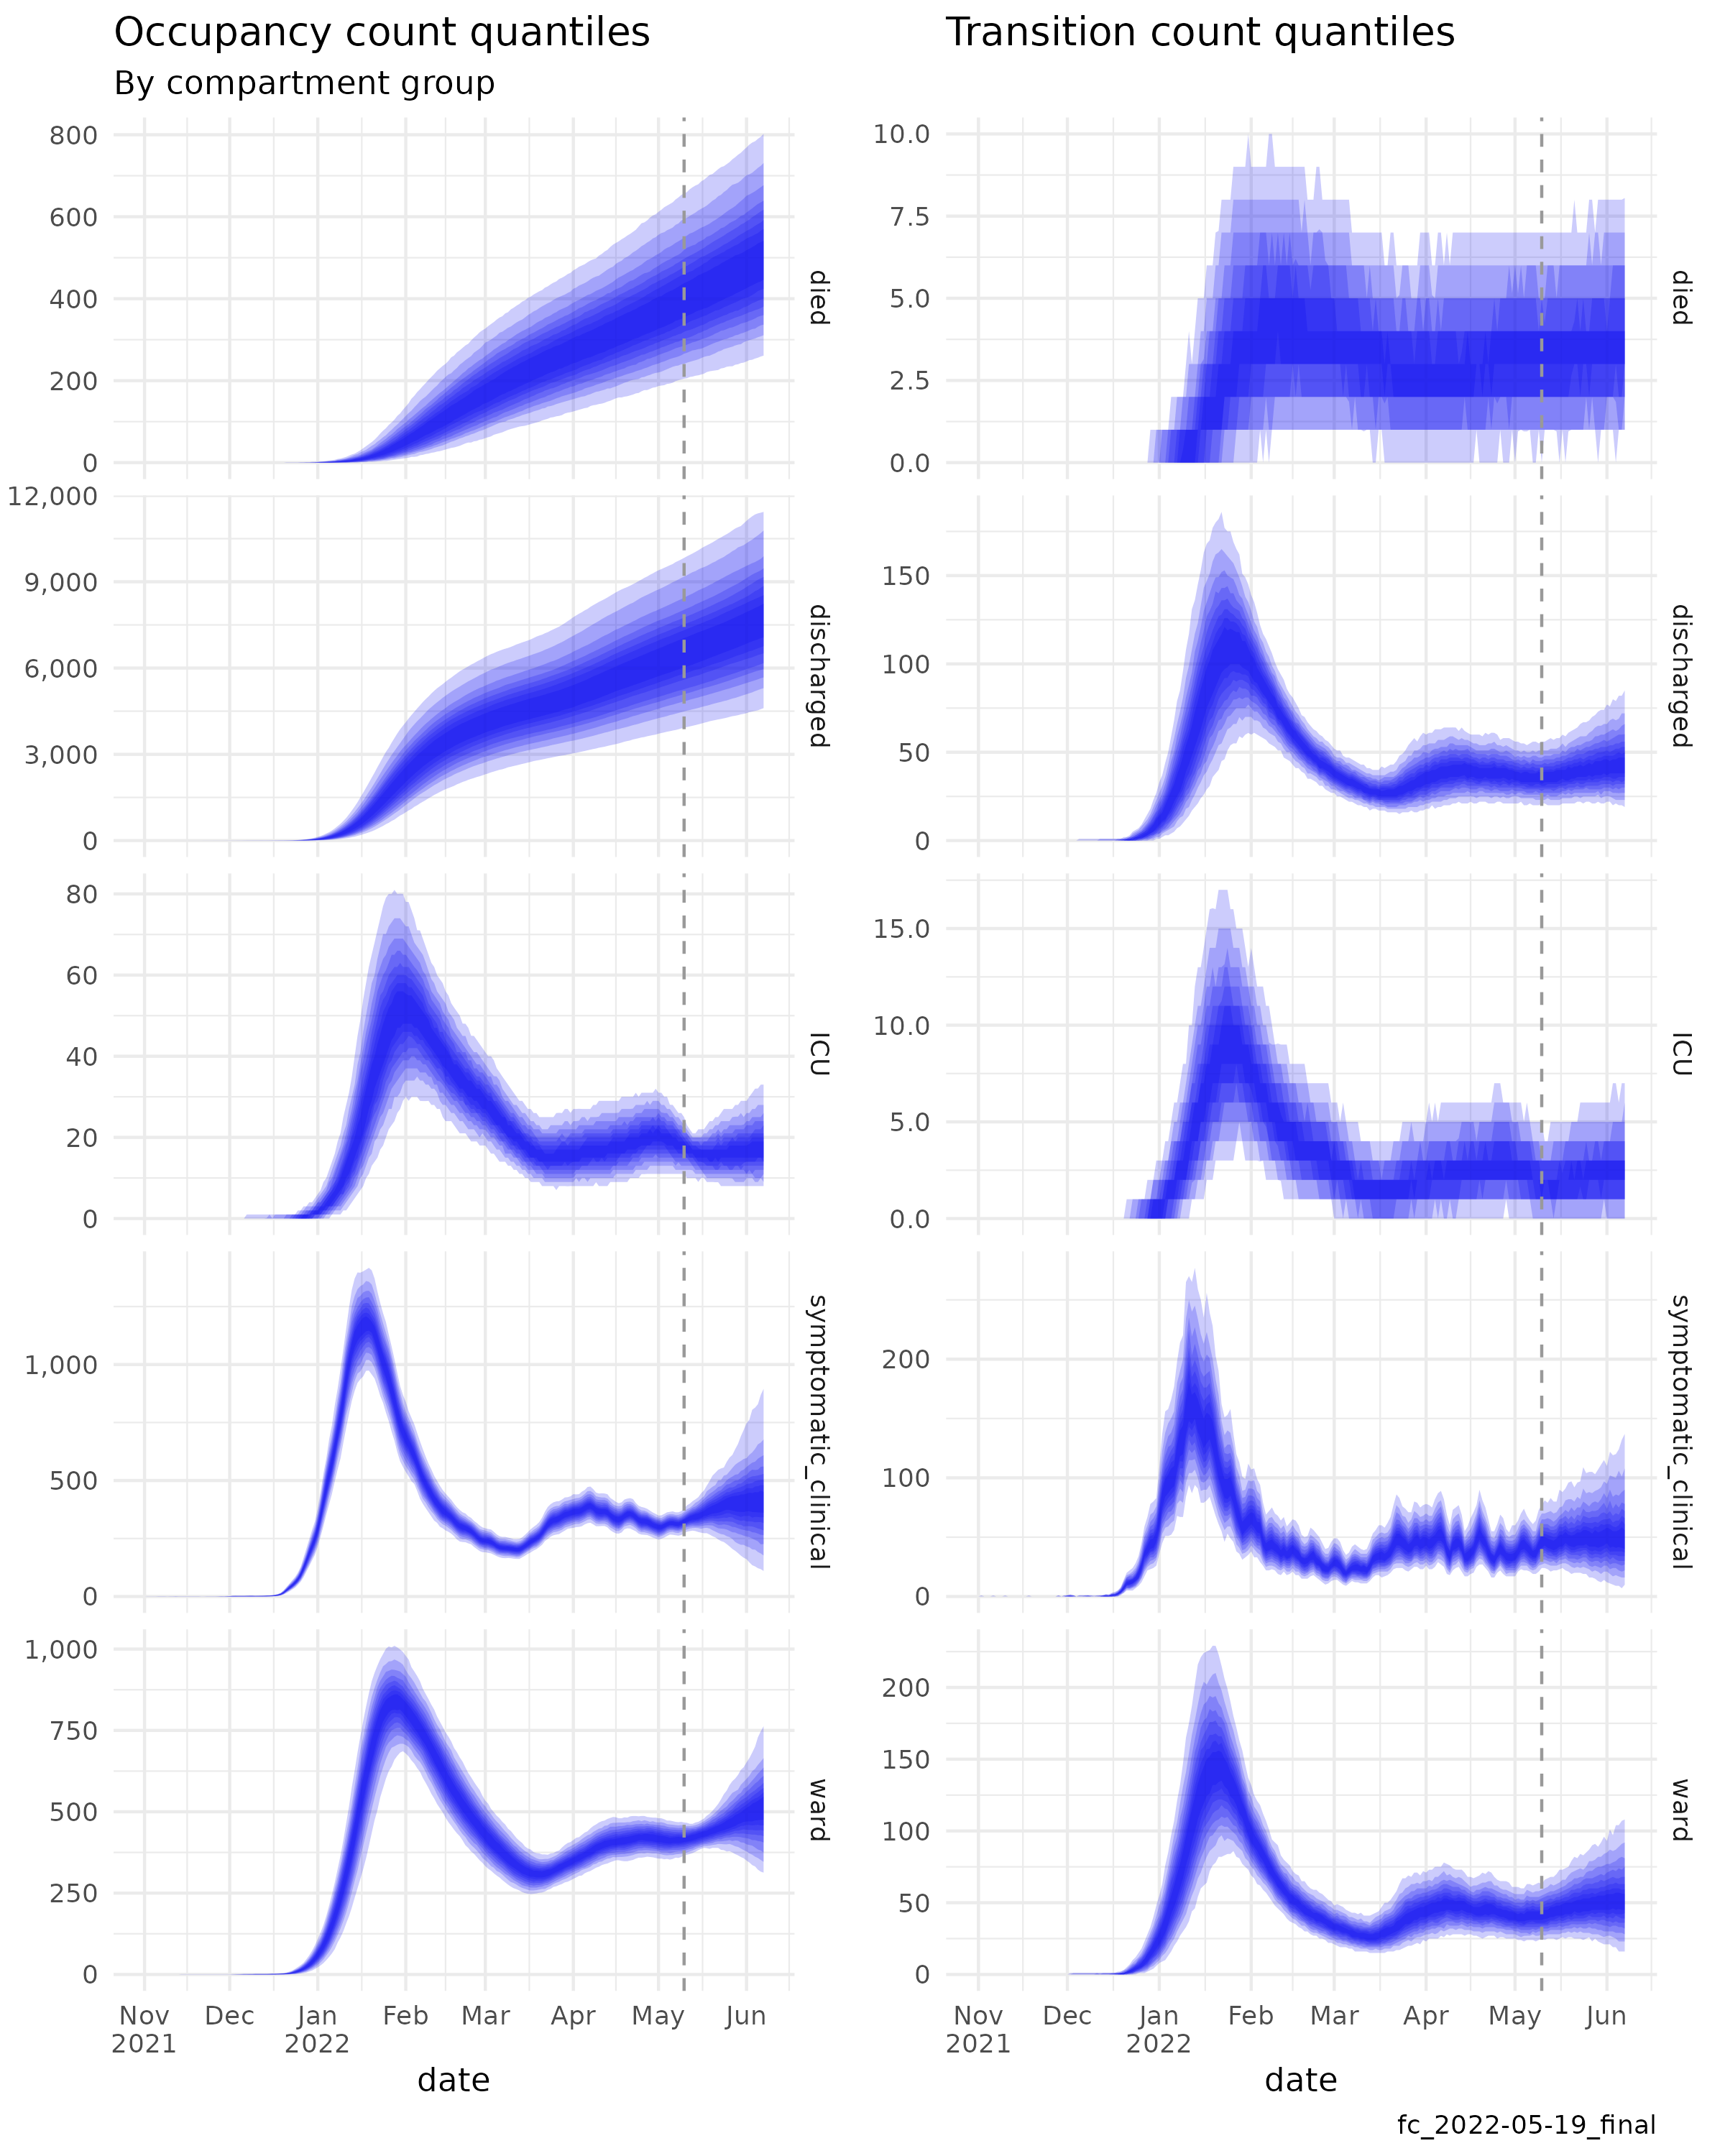 Occupancy count quantiles
By compartment group
800
600
400
200
0
died
12,000
9,000
6,000
3,000
0
discharged
80
60
40
20
0
ICU
1,000
500
0
symptomatic_clinical
1,000
750
500
250
0
ward
Nov Dec Jan Feb Mar Apr May Jun
2021 2022
date
Transition count quantiles
10.0
7.5
5.0
2.5
0.0
died
150
100
50
0
discharged
15.0
10.0
5.0
0.0
ICU
200
100
0
symptomatic_clinical
200
150
100
50
0
ward
Nov Dec Jan Feb Mar Apr May Jun
2021 2022
date
fc_2022-05-19_final